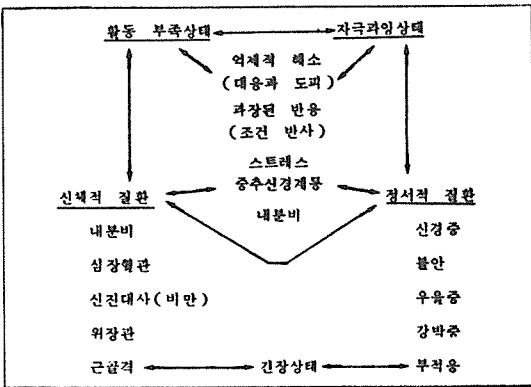 활동 부족상태 자극과잉상태
억제적 해소
(대응과 도피)
과장된 반응
(조건 반사)
스트레스
중추신경계통
신체적 질환 정서적 질환
내분비
내분비 신경증
심장혈관 불안
신진대사(비만) 우울증
위장관 강박증
근골격 긴장상태 부적응